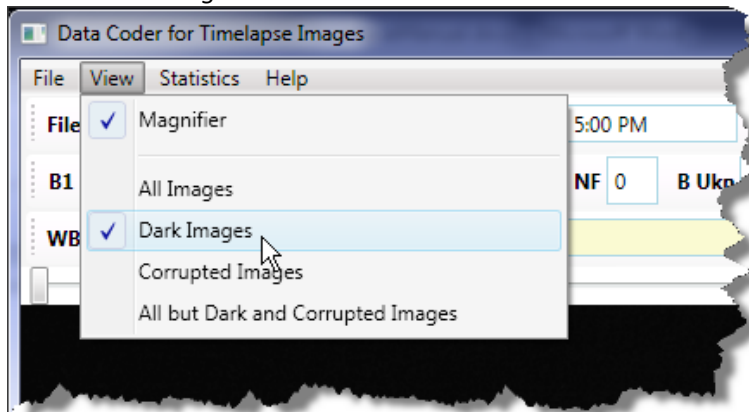 Data Coder for Timelapse Images
File View Statistics Help
File Magnifier 5:00 PM
B1 All Images NF 0 B Ukn
WB Dark Images
Corrupted Images
All but Dark and Corrupted Images